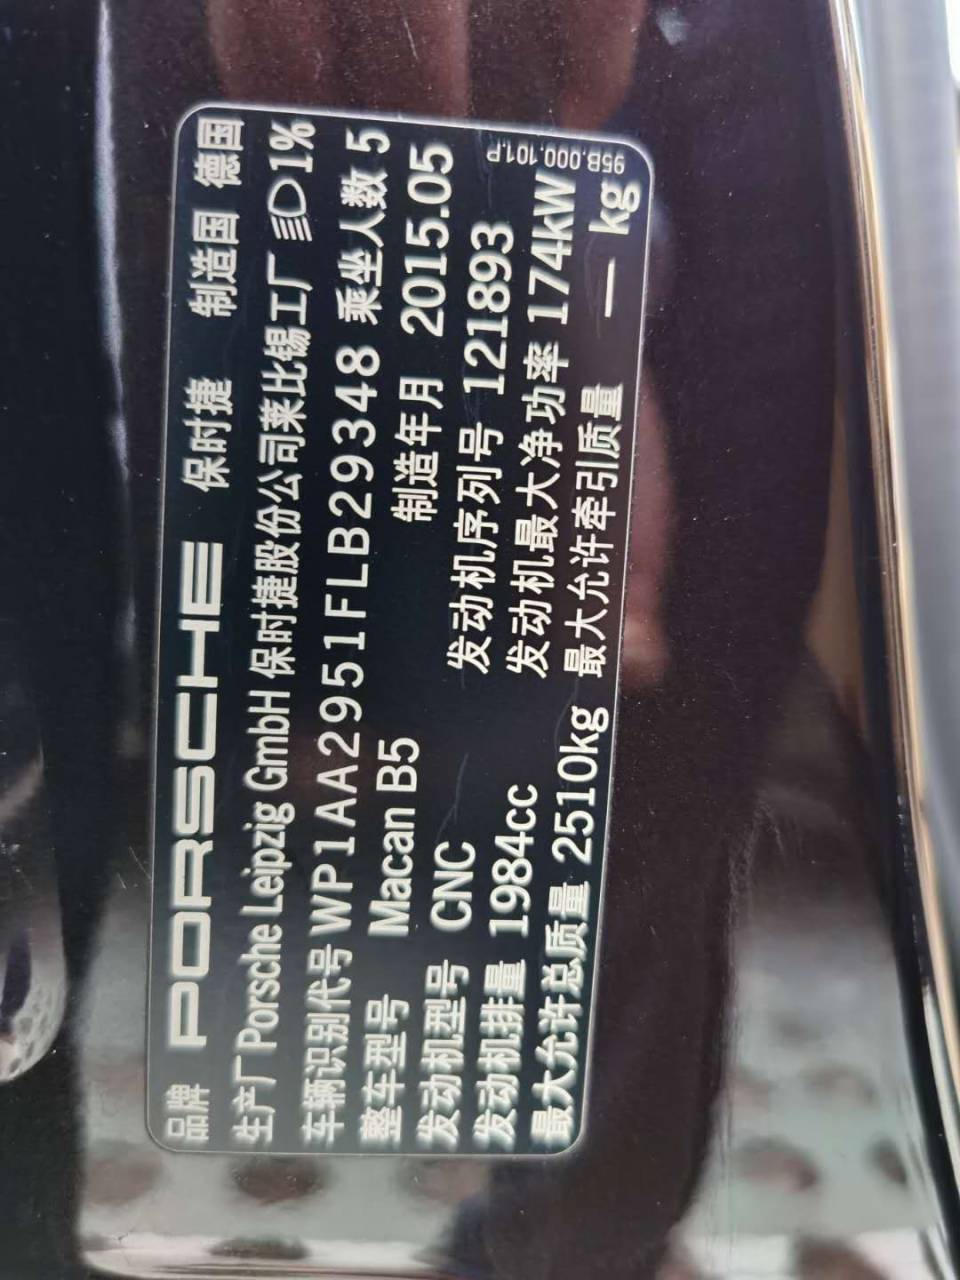 品牌 PORSCHE 保时捷 制造国 德国
生产厂 Porsche Leipzig GmbH 保时捷股份公司莱比锡工厂 1%
车辆识别代号 WP1AA2951FLB29348 乘坐人数 5
整车型号 Macan B5 制造年月 2015.05
发动机型号 CNC 发动机序列号 121893
发动机排量 1984cc 发动机最大净功率 174kW
最大允许总质量 2510kg 最大允许牵引质量 — kg
95B.000.101.P